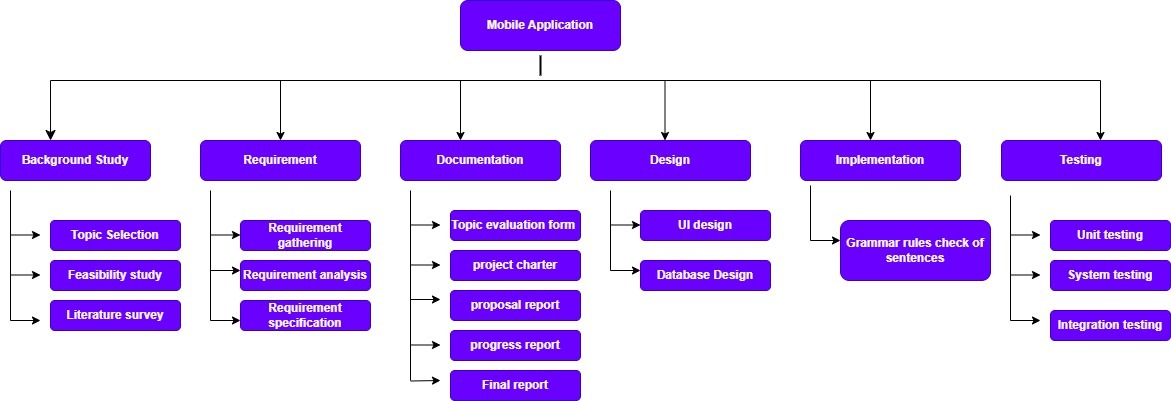 Mobile Application
Background Study
Requirement
Documentation
Design
Implementation
Testing
Topic Selection
Feasibility study
Literature survey
Requirement
gathering
Requirement analysis
Requirement
specification
Topic evaluation form
project charter
proposal report
progress report
Final report
UI design
Database Design
Grammar rules check of
sentences
Unit testing
System testing
Integration testing